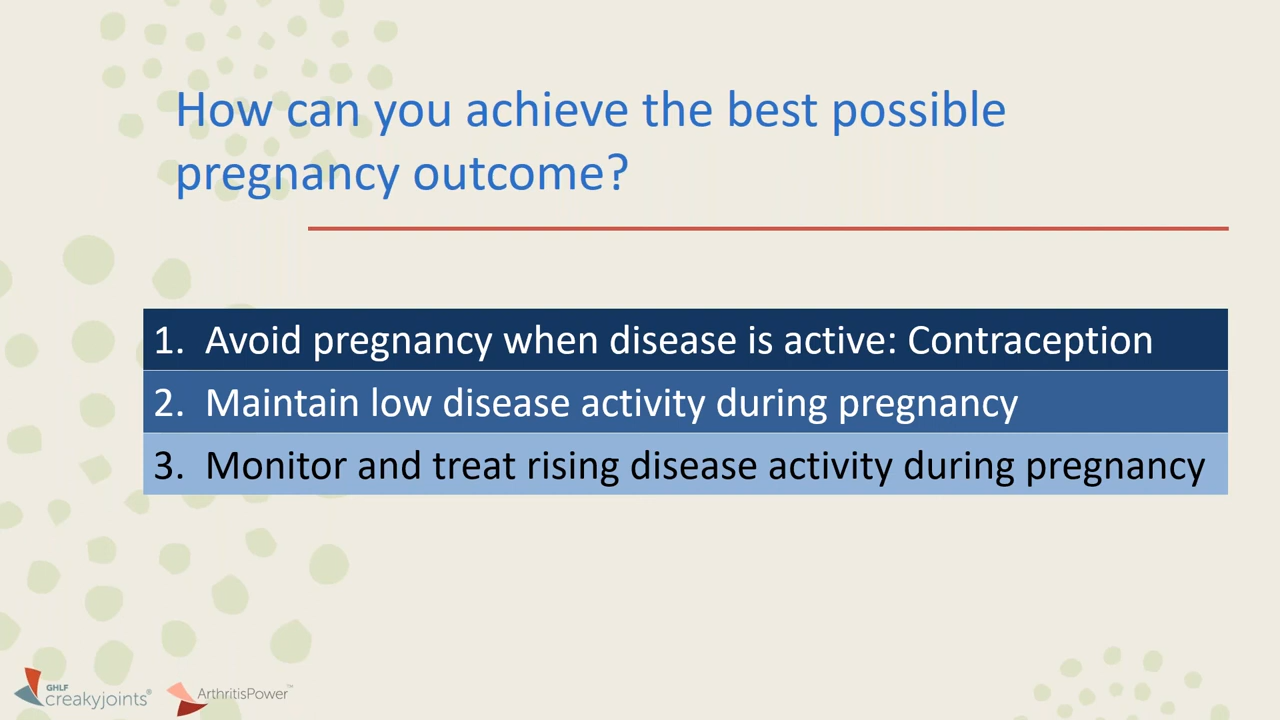 How can you achieve the best possible
pregnancy outcome?
1. Avoid pregnancy when disease is active: Contraception
2. Maintain low disease activity during pregnancy
3. Monitor and treat rising disease activity during pregnancy
GHLF
creakyjoints®
ArthritisPower™